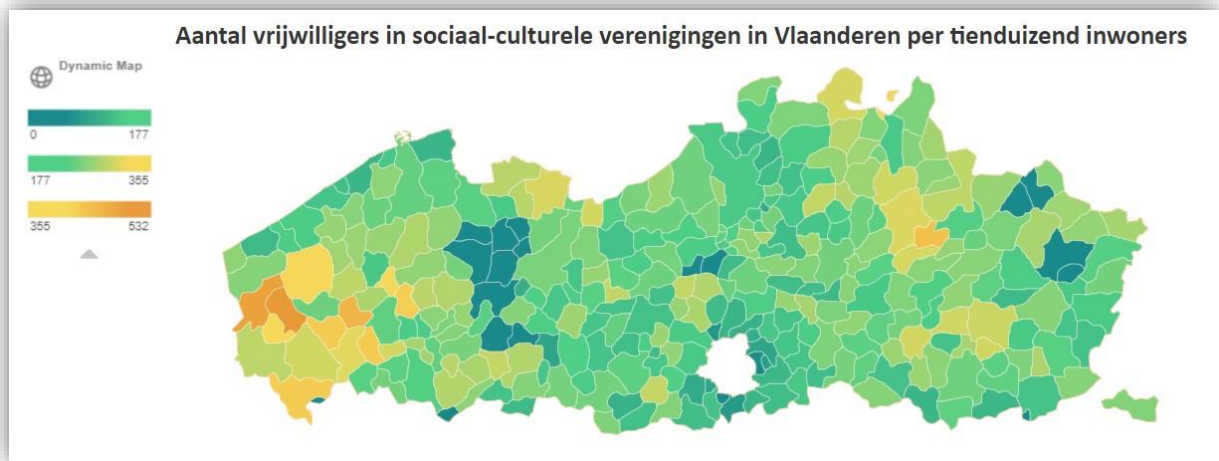 Aantal vrijwilligers in sociaal-culturele verenigingen in Vlaanderen per tienduizend inwoners
Dynamic Map
0 177
177 355
355 532